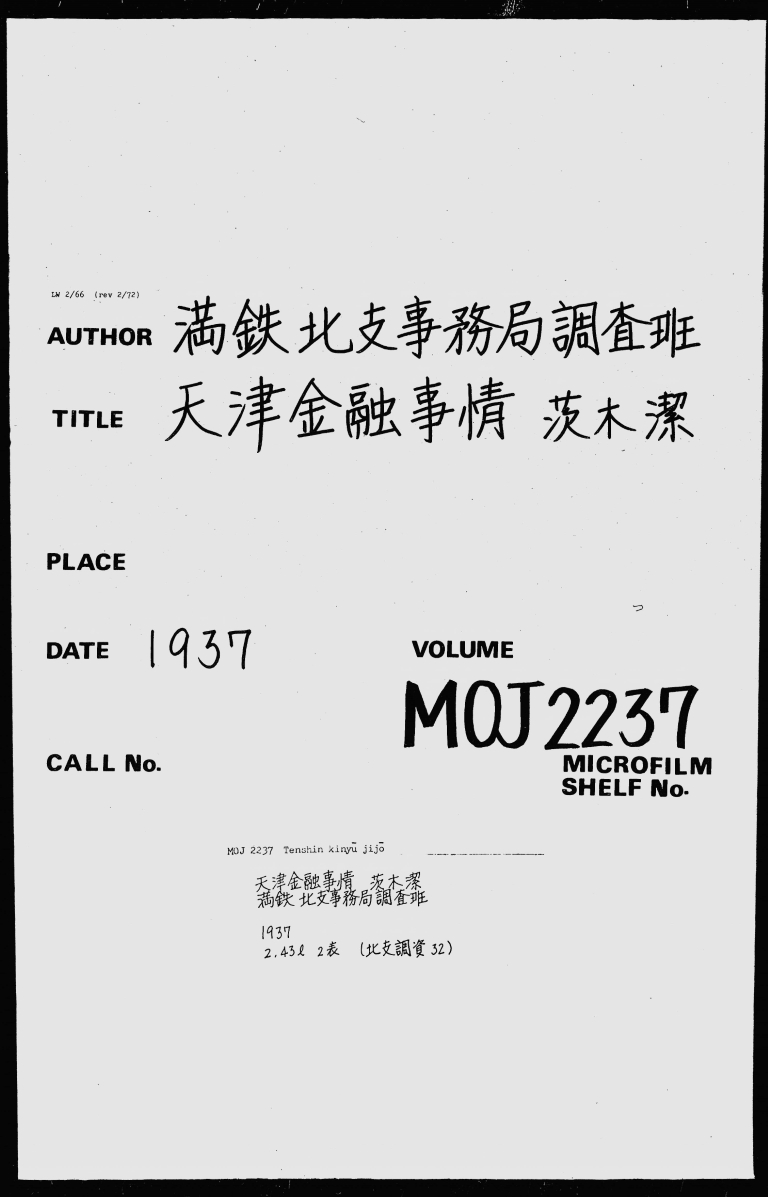 LW 2/66 (rev 2/72)
AUTHOR 満鉄北支事務局調査班
TITLE 天津金融事情 茨木潔
PLACE
DATE 1937
VOLUME
MOJ 2237
CALL No.
MICROFILM
SHELF No.
MOJ 2237 Tenshin kinyū jijō
天津金融事情 茨木潔
満鉄北支事務局調査班
1937
2.43ℓ 2表 (北支調資 32)